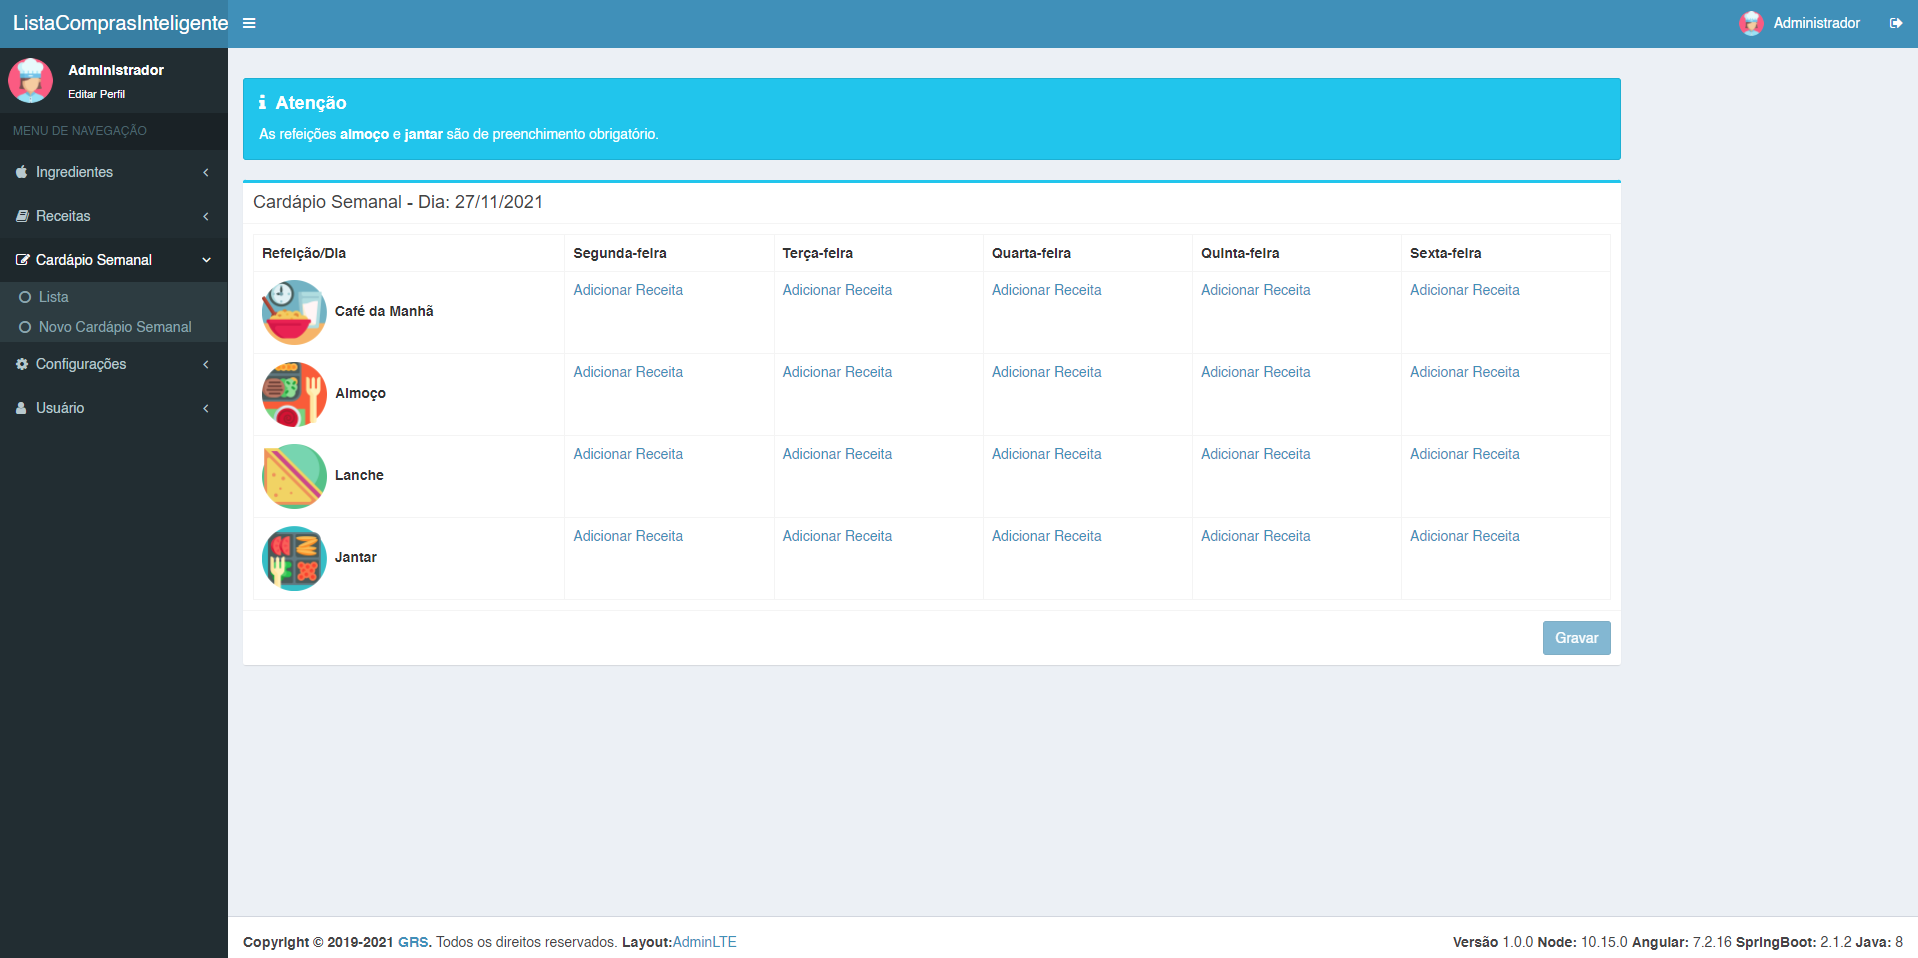 ListaComprasInteligente
Administrador
Administrador
Editar Perfil
MENU DE NAVEGAÇÃO
Ingredientes
Receitas
Cardápio Semanal
Lista
Novo Cardápio Semanal
Configurações
Usuário
Atenção
As refeições almoço e jantar são de preenchimento obrigatório.
Cardápio Semanal - Dia: 27/11/2021
Refeição/Dia Segunda-feira Terça-feira Quarta-feira Quinta-feira Sexta-feira
Café da Manhã Adicionar Receita Adicionar Receita Adicionar Receita Adicionar Receita Adicionar Receita
Almoço Adicionar Receita Adicionar Receita Adicionar Receita Adicionar Receita Adicionar Receita
Lanche Adicionar Receita Adicionar Receita Adicionar Receita Adicionar Receita Adicionar Receita
Jantar Adicionar Receita Adicionar Receita Adicionar Receita Adicionar Receita Adicionar Receita
Gravar
Copyright © 2019-2021 GRS. Todos os direitos reservados. Layout:AdminLTE
Versão 1.0.0 Node: 10.15.0 Angular: 7.2.16 SpringBoot: 2.1.2 Java: 8